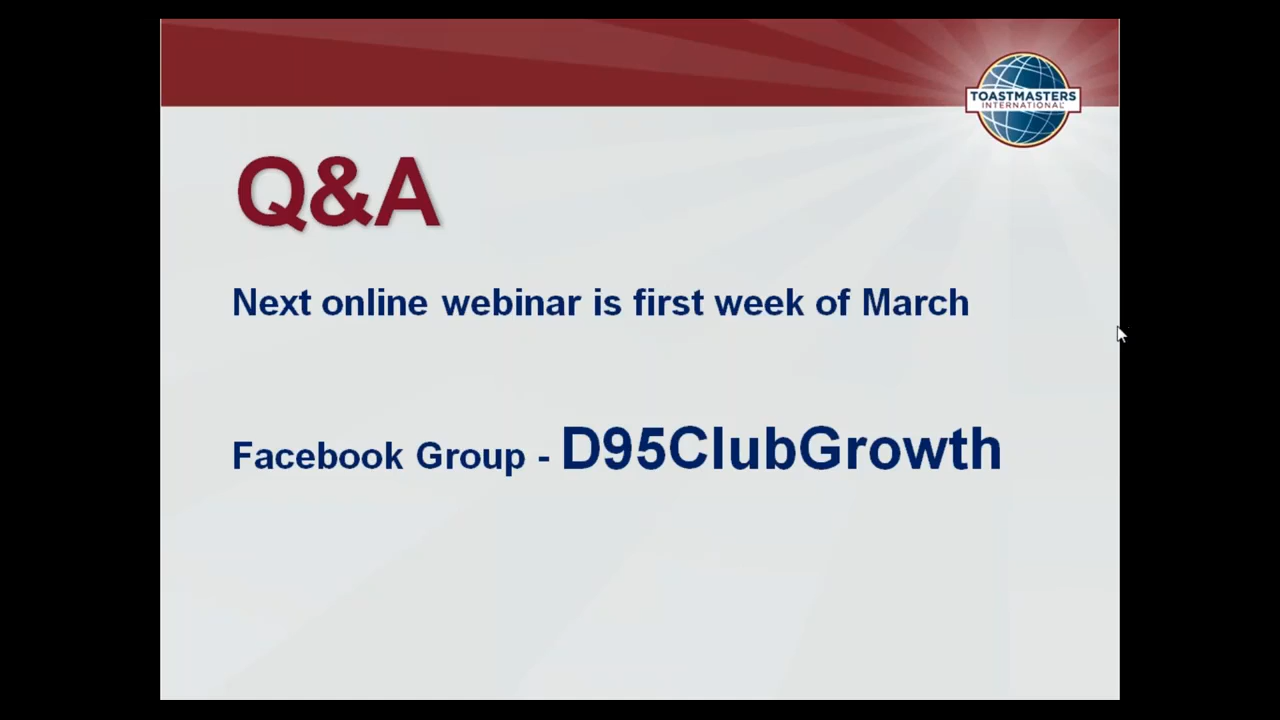 TOASTMASTERS
INTERNATIONAL
Q&A
Next online webinar is first week of March
Facebook Group - D95ClubGrowth